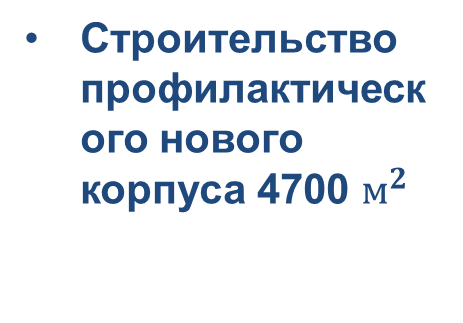 • Строительство
профилактическ
ого нового
корпуса 4700 м²